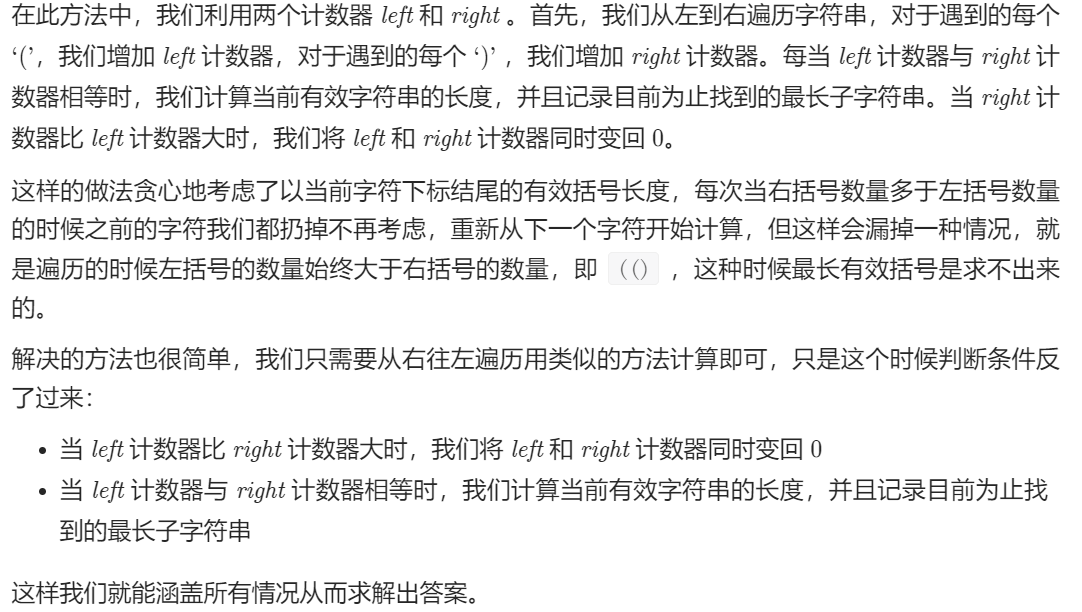 在此方法中，我们利用两个计数器 left 和 right 。首先，我们从左到右遍历字符串，对于遇到的每个
‘(’，我们增加 left 计数器，对于遇到的每个 ‘)’ ，我们增加 right 计数器。每当 left 计数器与 right 计
数器相等时，我们计算当前有效字符串的长度，并且记录目前为止找到的最长子字符串。当 right 计
数器比 left 计数器大时，我们将 left 和 right 计数器同时变回 0。
这样的做法贪心地考虑了以当前字符下标结尾的有效括号长度，每次当右括号数量多于左括号数量
的时候之前的字符我们都扔掉不再考虑，重新从下一个字符开始计算，但这样会漏掉一种情况，就
是遍历的时候左括号的数量始终大于右括号的数量，即 (() ，这种时候最长有效括号是求不出来
的。
解决的方法也很简单，我们只需要从右往左遍历用类似的方法计算即可，只是这个时候判断条件反
了过来：
• 当 left 计数器比 right 计数器大时，我们将 left 和 right 计数器同时变回 0
• 当 left 计数器与 right 计数器相等时，我们计算当前有效字符串的长度，并且记录目前为止找
到的最长子字符串
这样我们就能涵盖所有情况从而求解出答案。